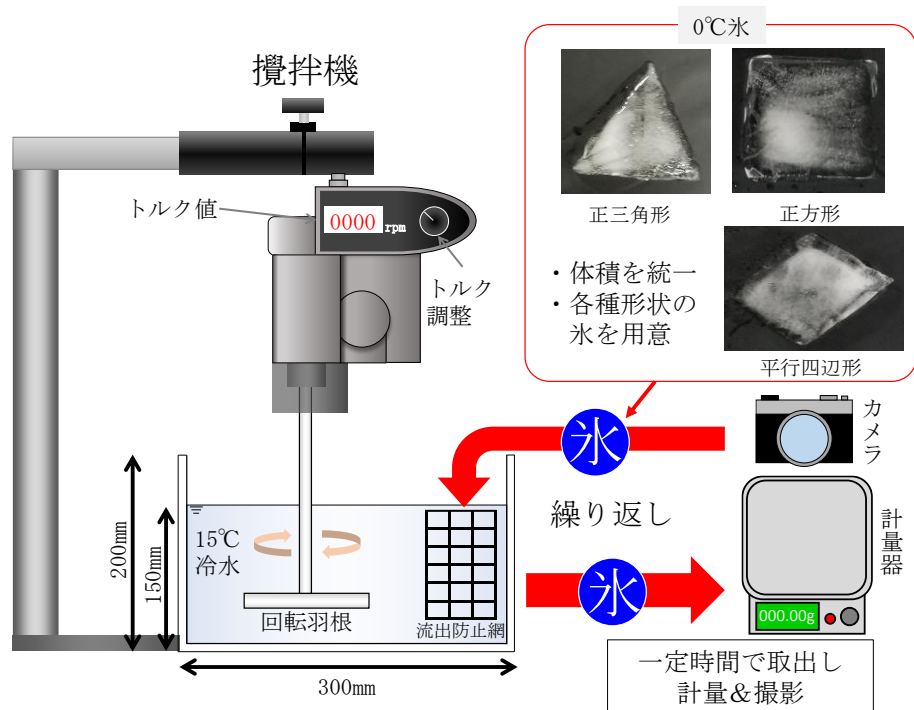 0℃氷
攪拌機
正三角形
正方形
・体積を統一
・各種形状の
氷を用意
平行四辺形
トルク値
0000 rpm
トルク
調整
カメラ
氷
繰り返し
計量器
200mm
150mm
15℃
冷水
回転羽根
流出防止網
氷
000.00g
300mm
一定時間で取出し
計量&撮影